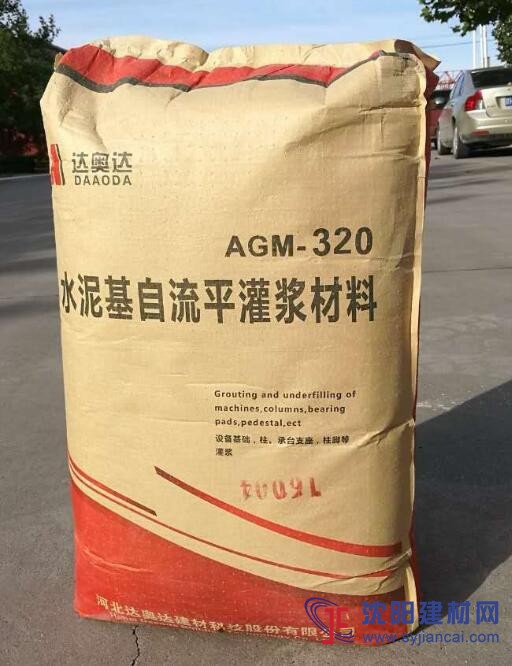 达奥达
DAAODA
AGM-320
水泥基自流平灌浆材料
Grouting and underfilling of
machines,columns,bearing
pads,pedestal,ect
设备基础，柱、承台支座，柱脚等
灌浆
河北达奥达建材科技股份有限公司
沈阳建材网
www.syjiancai.com